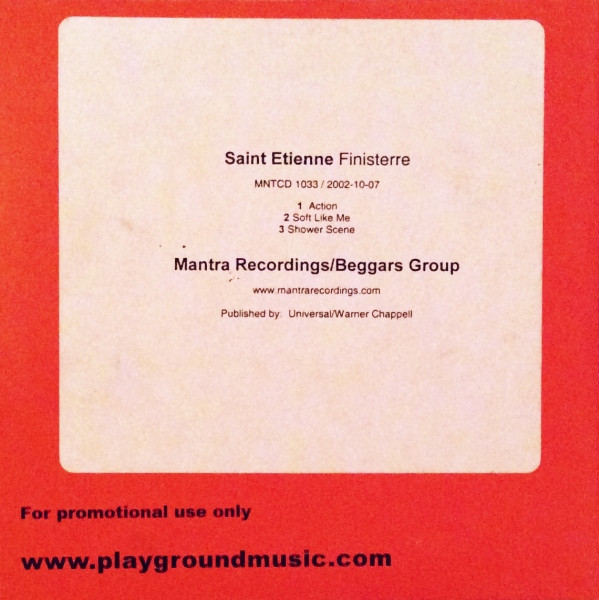 Saint Etienne Finisterre
MNTCD 1033 / 2002-10-07
1 Action
2 Soft Like Me
3 Shower Scene
Mantra Recordings/Beggars Group
www.mantrarecordings.com
Published by: Universal/Warner Chappell
For promotional use only
www.playgroundmusic.com